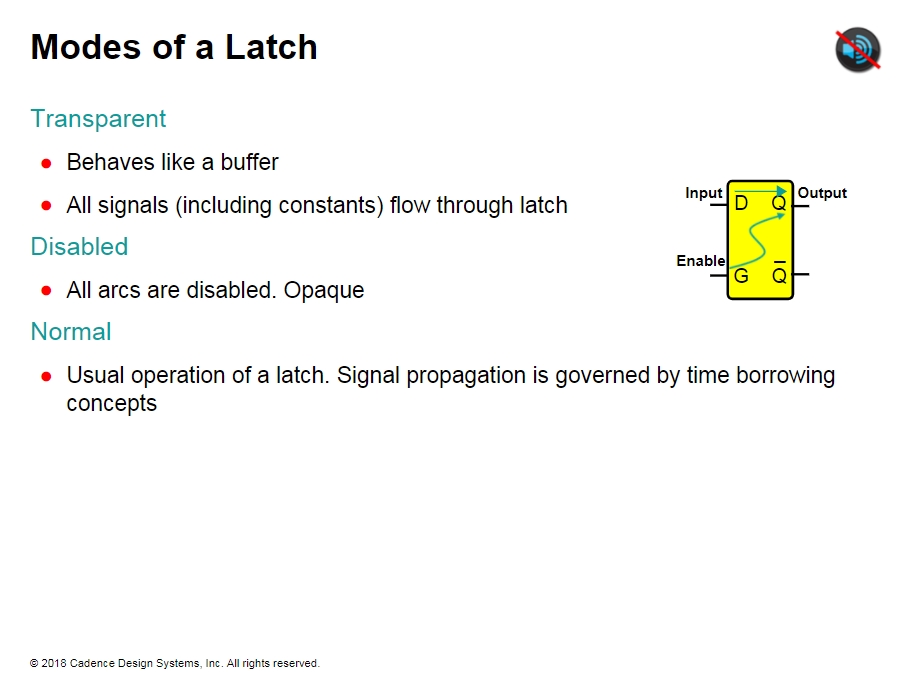 Modes of a Latch
Transparent
● Behaves like a buffer
● All signals (including constants) flow through latch
Disabled
● All arcs are disabled. Opaque
Normal
● Usual operation of a latch. Signal propagation is governed by time borrowing
concepts
Input
D
Q
Output
Enable
G
Q̅
© 2018 Cadence Design Systems, Inc. All rights reserved.